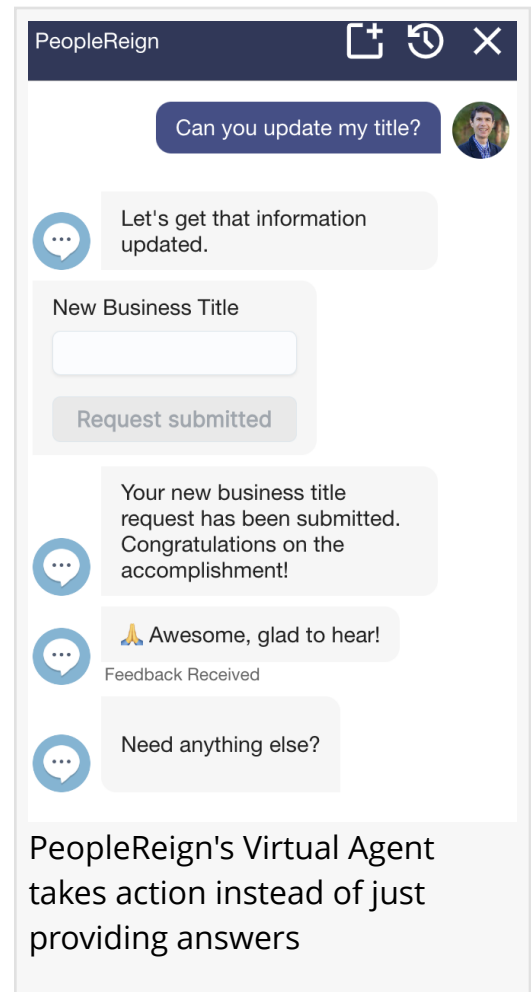 PeopleReign
Can you update my title?
Let's get that information
updated.
New Business Title
Request submitted
Your new business title
request has been submitted.
Congratulations on the
accomplishment!
🙏 Awesome, glad to hear!
Feedback Received
Need anything else?
PeopleReign's Virtual Agent
takes action instead of just
providing answers